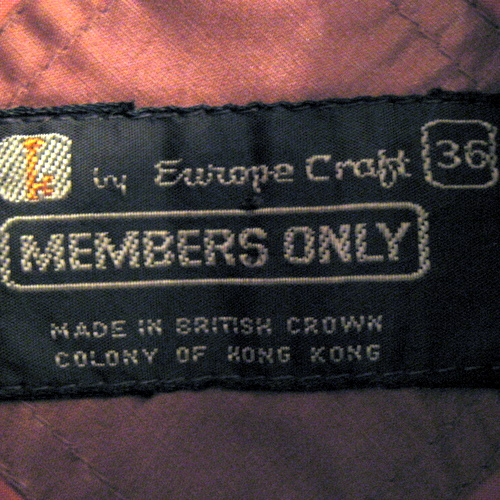 by Europe Craft 36
MEMBERS ONLY
MADE IN BRITISH CROWN
COLONY OF HONG KONG